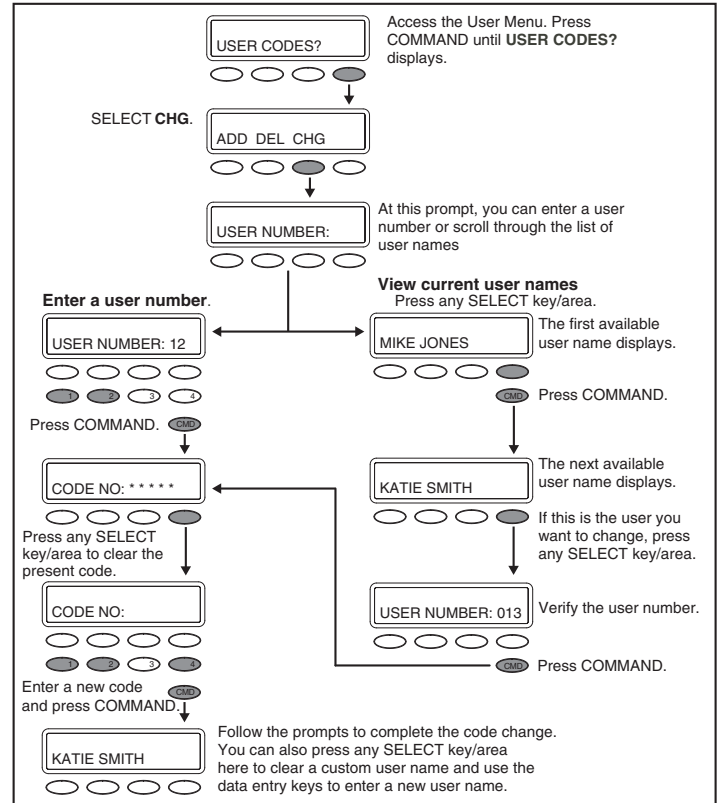 USER CODES?
Access the User Menu. Press
COMMAND until USER CODES?
displays.
SELECT CHG.
ADD DEL CHG
USER NUMBER:
At this prompt, you can enter a user
number or scroll through the list of
user names
Enter a user number.
View current user names
Press any SELECT key/area.
USER NUMBER: 12
1 2 3 4
Press COMMAND. CMD
MIKE JONES
The first available
user name displays.
CMD Press COMMAND.
CODE NO: * * * * *
Press any SELECT
key/area to clear the
present code.
KATIE SMITH
The next available
user name displays.
If this is the user you
want to change, press
any SELECT key/area.
CODE NO:
1 2 3 4
Enter a new code
and press COMMAND.
CMD
USER NUMBER: 013
Verify the user number.
CMD Press COMMAND.
KATIE SMITH
Follow the prompts to complete the code change.
You can also press any SELECT key/area
here to clear a custom user name and use the
data entry keys to enter a new user name.